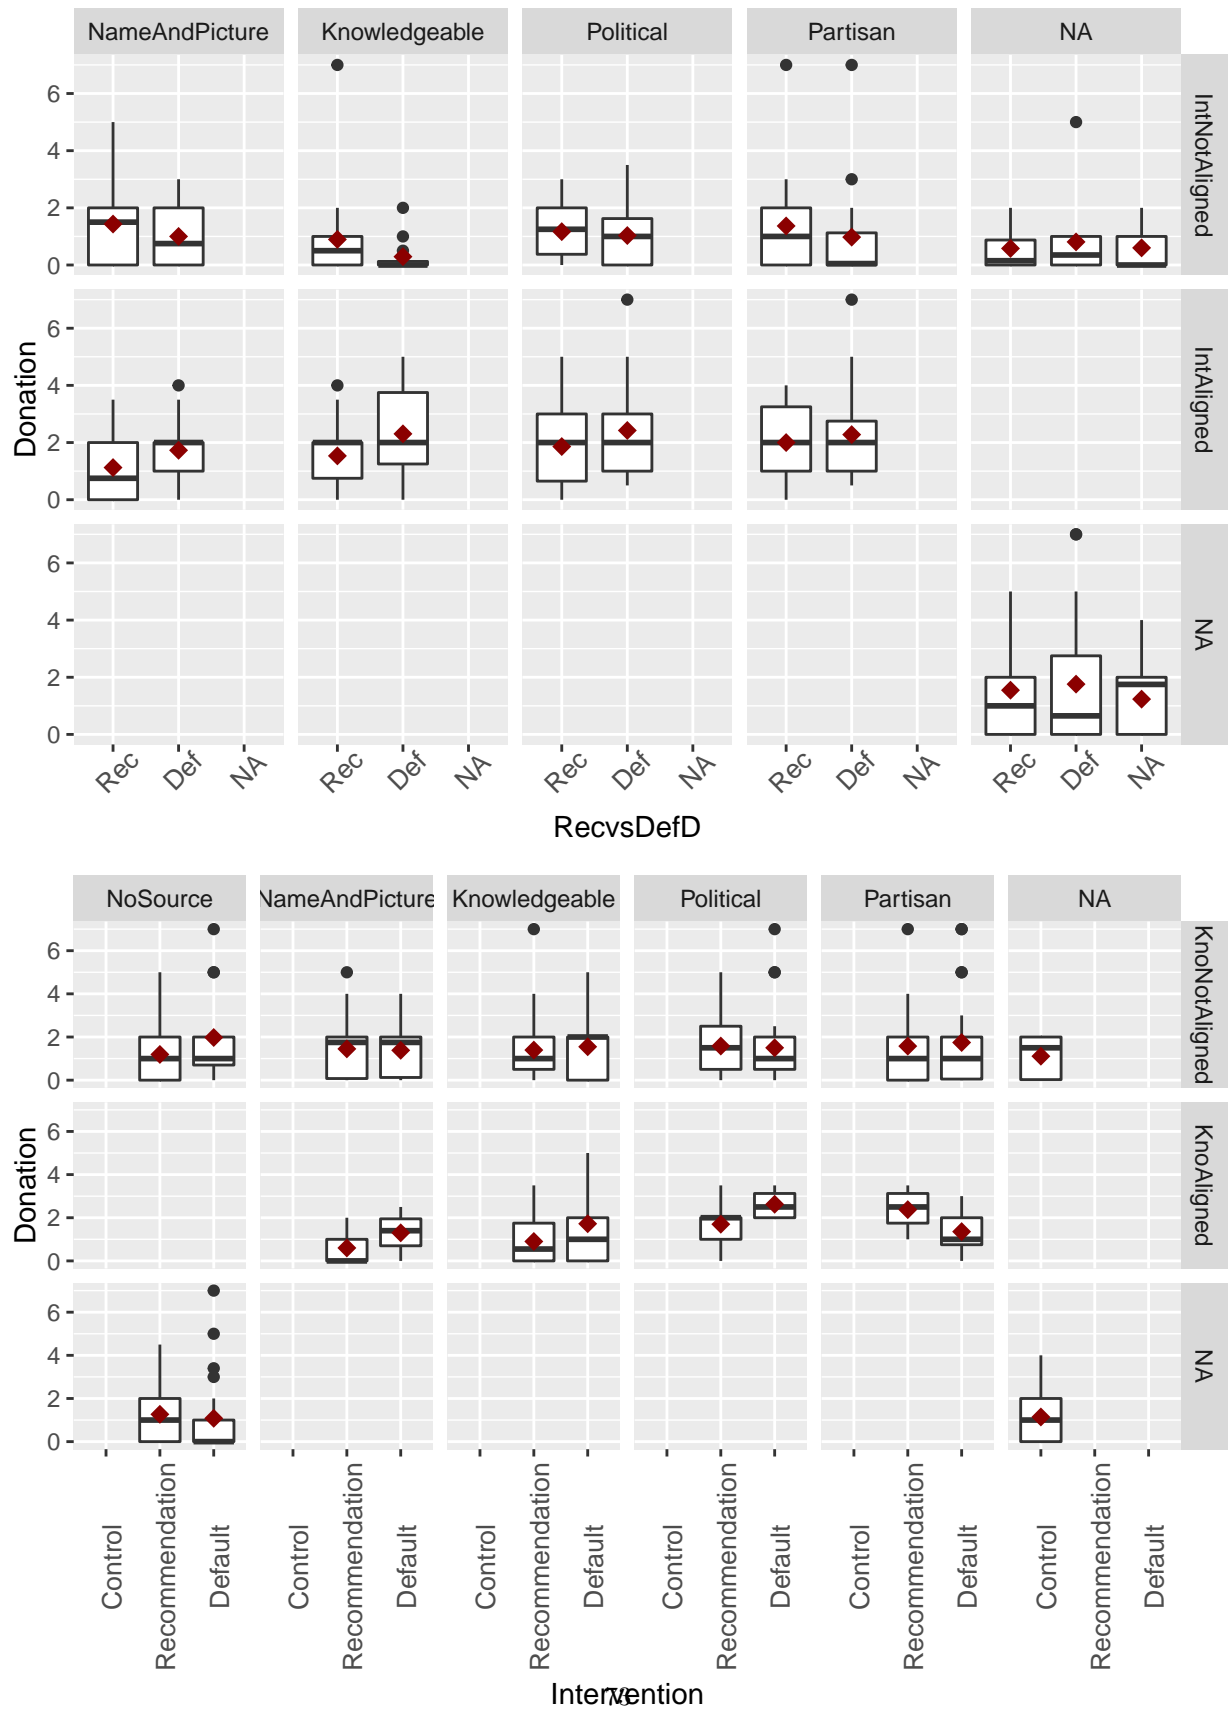 NameAndPicture Knowledgeable Political Partisan NA
6
4
2
0
IntNotAligned
Donation
6
4
2
0
IntAligned
6
4
2
0
NA
Rec Def NA Rec Def NA Rec Def NA Rec Def NA Rec Def NA
RecvsDefD
NoSource NameAndPicture Knowledgeable Political Partisan NA
6
4
2
0
KnoNotAligned
Donation
6
4
2
0
KnoAligned
6
4
2
0
NA
Control Recommendation Default Control Recommendation Default Control Recommendation Default Control Recommendation Default Control Recommendation Default Control Recommendation Default
Intervention
73